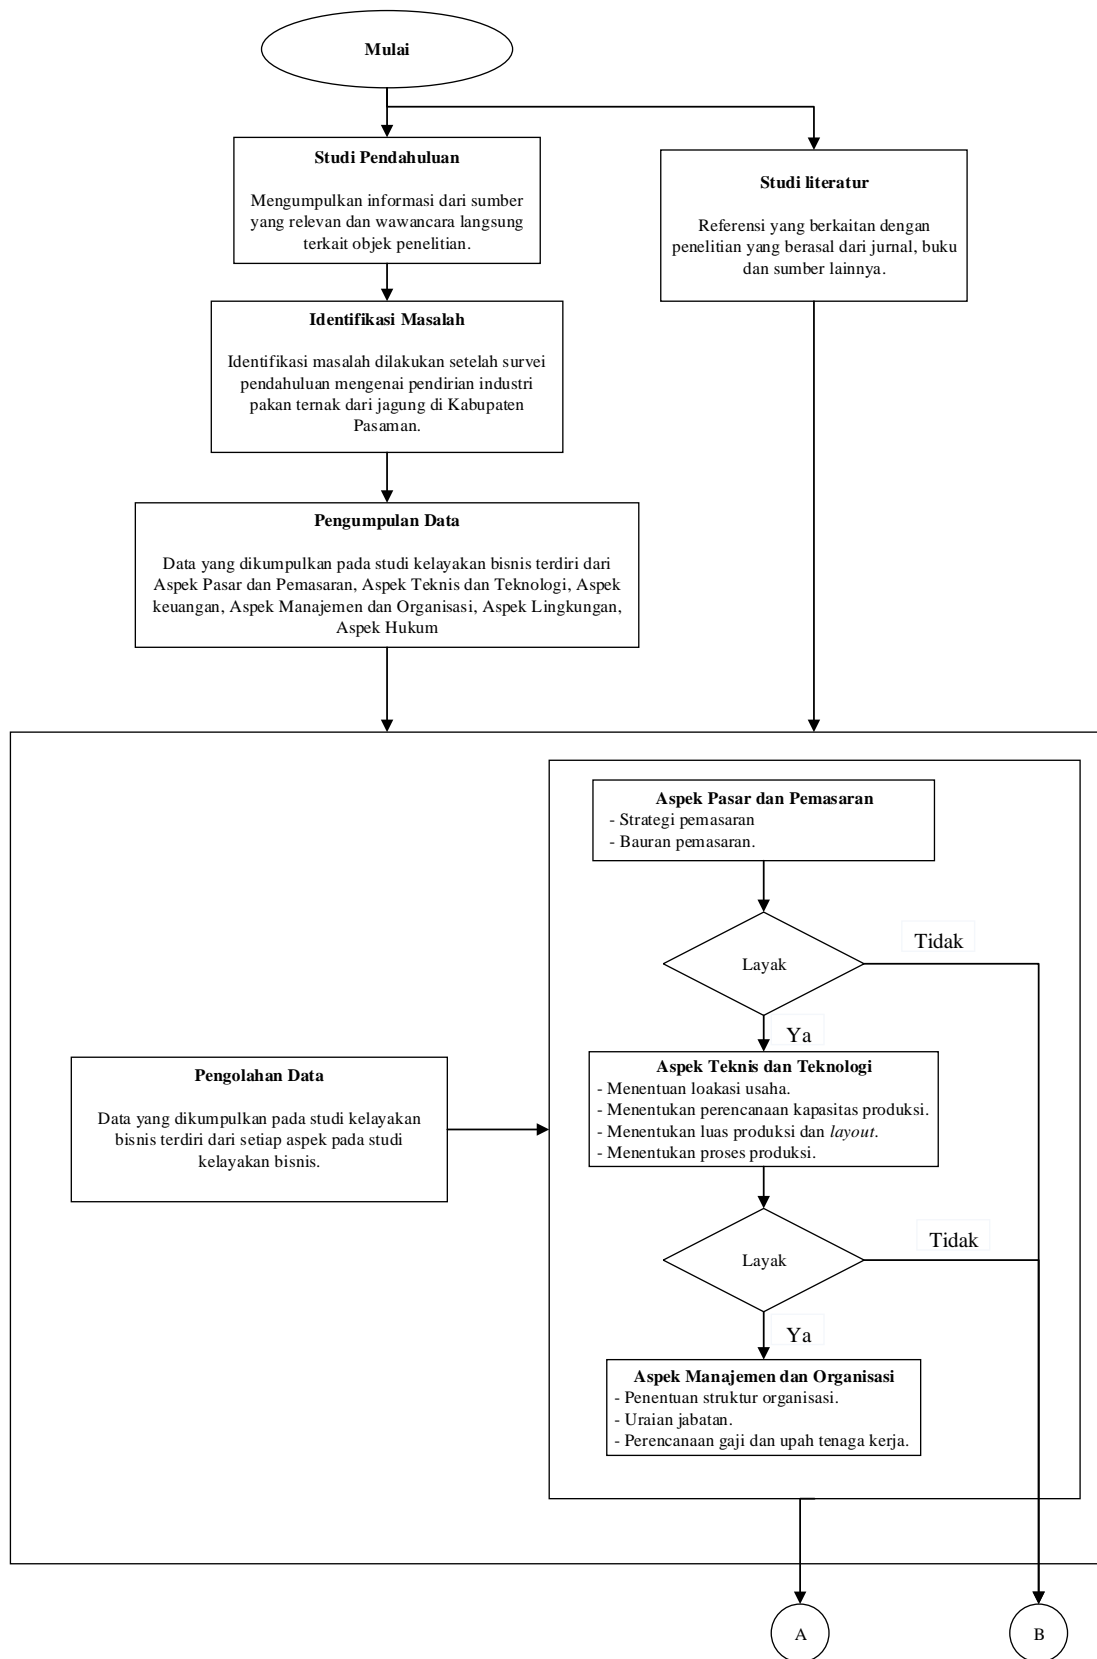 Mulai
Studi Pendahuluan
Mengumpulkan informasi dari sumber
yang relevan dan wawancara langsung
terkait objek penelitian.
Studi literatur
Referensi yang berkaitan dengan
penelitian yang berasal dari jurnal, buku
dan sumber lainnya.
Identifikasi Masalah
Identifikasi masalah dilakukan setelah survei
pendahuluan mengenai pendirian industri
pakan ternak dari jagung di Kabupaten
Pasaman.
Pengumpulan Data
Data yang dikumpulkan pada studi kelayakan bisnis terdiri dari
Aspek Pasar dan Pemasaran, Aspek Teknis dan Teknologi, Aspek
keuangan, Aspek Manajemen dan Organisasi, Aspek Lingkungan,
Aspek Hukum
Aspek Pasar dan Pemasaran
- Strategi pemasaran
- Bauran pemasaran.
Layak
Tidak
Ya
Pengolahan Data
Data yang dikumpulkan pada studi kelayakan
bisnis terdiri dari setiap aspek pada studi
kelayakan bisnis.
Aspek Teknis dan Teknologi
- Menentuan loakasi usaha.
- Menentukan perencanaan kapasitas produksi.
- Menentukan luas produksi dan layout.
- Menentukan proses produksi.
Layak
Tidak
Ya
Aspek Manajemen dan Organisasi
- Penentuan struktur organisasi.
- Uraian jabatan.
- Perencanaan gaji dan upah tenaga kerja.
A
B